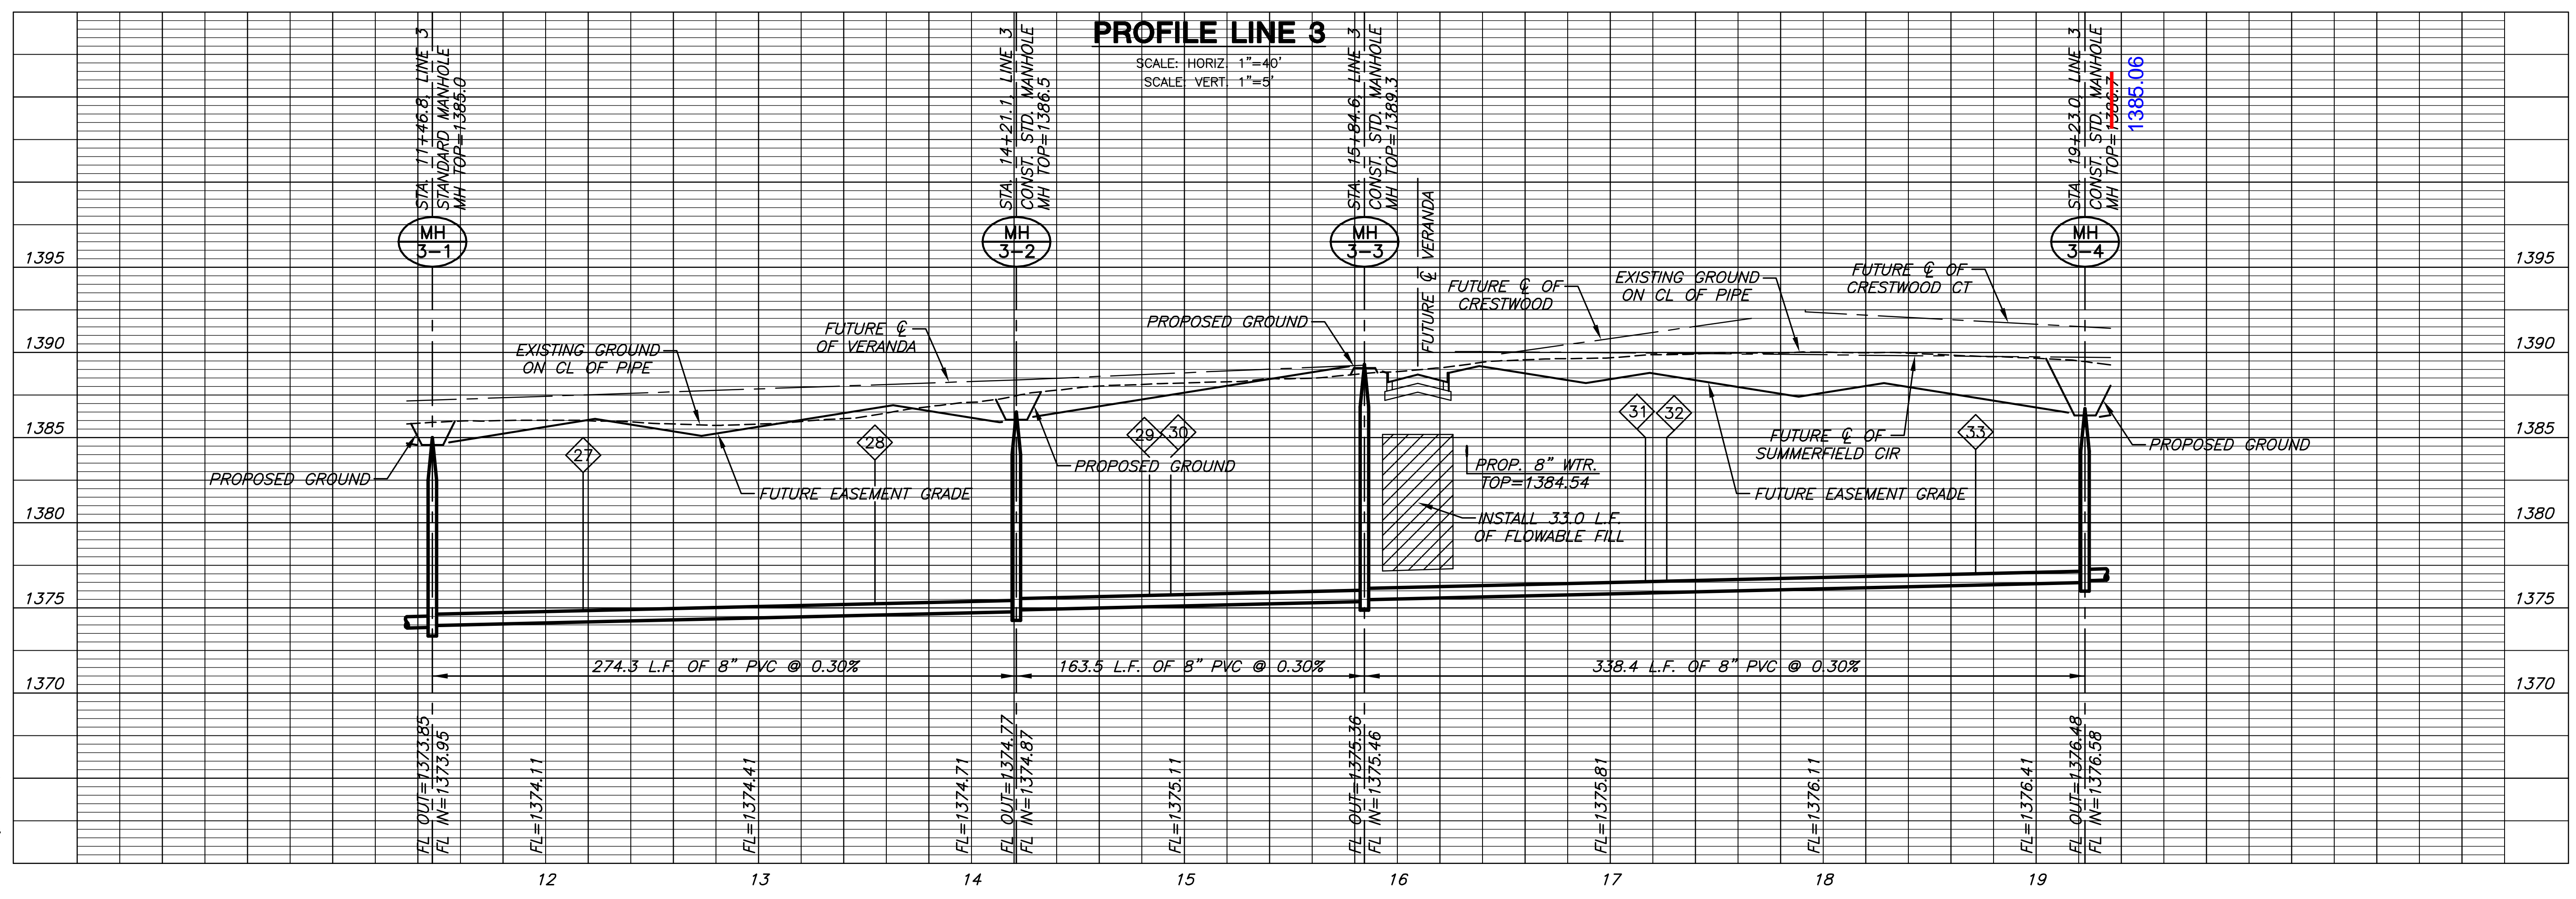 PROFILE LINE 3
SCALE: HORIZ. 1"=40'
SCALE: VERT. 1"=5'
STA. 11+46.8, LINE 3
STANDARD MANHOLE
MH TOP=1385.0
STA. 14+21.1, LINE 3
CONST. STD. MANHOLE
MH TOP=1386.5
STA. 15+84.6, LINE 3
CONST. STD. MANHOLE
MH TOP=1389.3
STA. 19+23.0, LINE 3
CONST. STD. MANHOLE
MH TOP=1386.7
1385.06
MH
3-1
MH
3-2
MH
3-3
MH
3-4
FUTURE ℄ VERANDA
1395
1395
1390
1390
1385
1385
1380
1380
1375
1375
1370
1370
EXISTING GROUND
ON CL OF PIPE
FUTURE ℄
OF VERANDA
PROPOSED GROUND
FUTURE ℄ OF
CRESTWOOD
EXISTING GROUND
ON CL OF PIPE
FUTURE ℄ OF
CRESTWOOD CT
PROPOSED GROUND
27
28
FUTURE EASEMENT GRADE
PROPOSED GROUND
29
30
31
32
33
PROP. 8" WTR.
TOP=1384.54
INSTALL 33.0 L.F.
OF FLOWABLE FILL
FUTURE ℄ OF
SUMMERFIELD CIR
FUTURE EASEMENT GRADE
PROPOSED GROUND
274.3 L.F. OF 8" PVC @ 0.30%
163.5 L.F. OF 8" PVC @ 0.30%
338.4 L.F. OF 8" PVC @ 0.30%
FL OUT=1373.85
FL IN=1373.95
FL=1374.11
FL=1374.41
FL=1374.71
FL OUT=1374.77
FL IN=1374.87
FL=1375.11
FL OUT=1375.36
FL IN=1375.46
FL=1375.81
FL=1376.11
FL=1376.41
FL OUT=1376.48
FL IN=1376.58
12
13
14
15
16
17
18
19